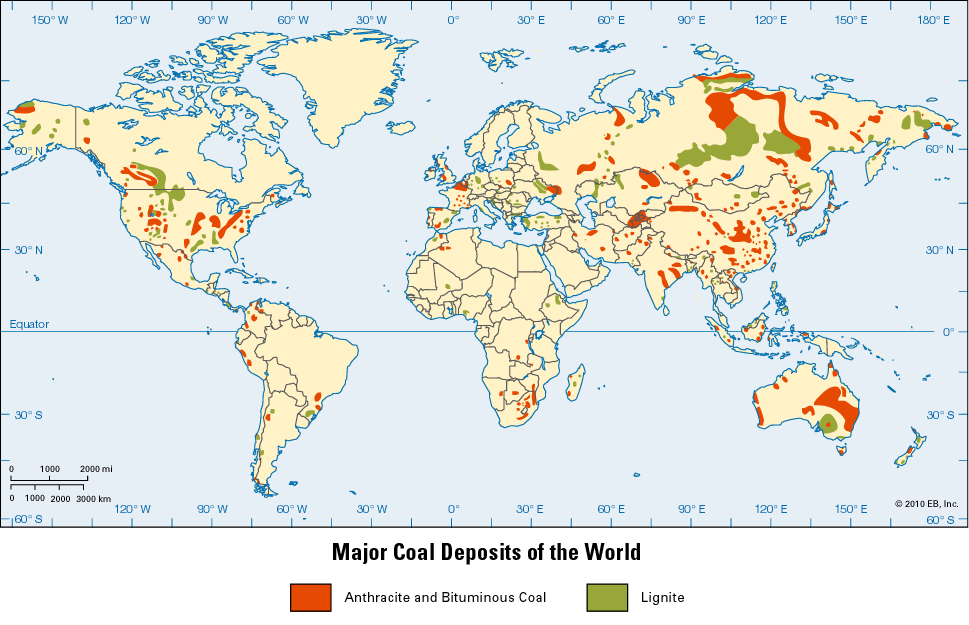 150° W 120° W 90° W 60° W 30° W 0° 30° E 60° E 90° E 120° E 150° E 180° E
60° N 60° N
30° N 30° N
Equator 0°
30° S 30° S
0 1000 2000 mi
0 1000 2000 3000 km
© 2010 EB, Inc.
120° W 90° W 60° W 30° W 0° 30° E 60° E 90° E 120° E 150° E
60° S 60° S
Major Coal Deposits of the World
Anthracite and Bituminous Coal Lignite